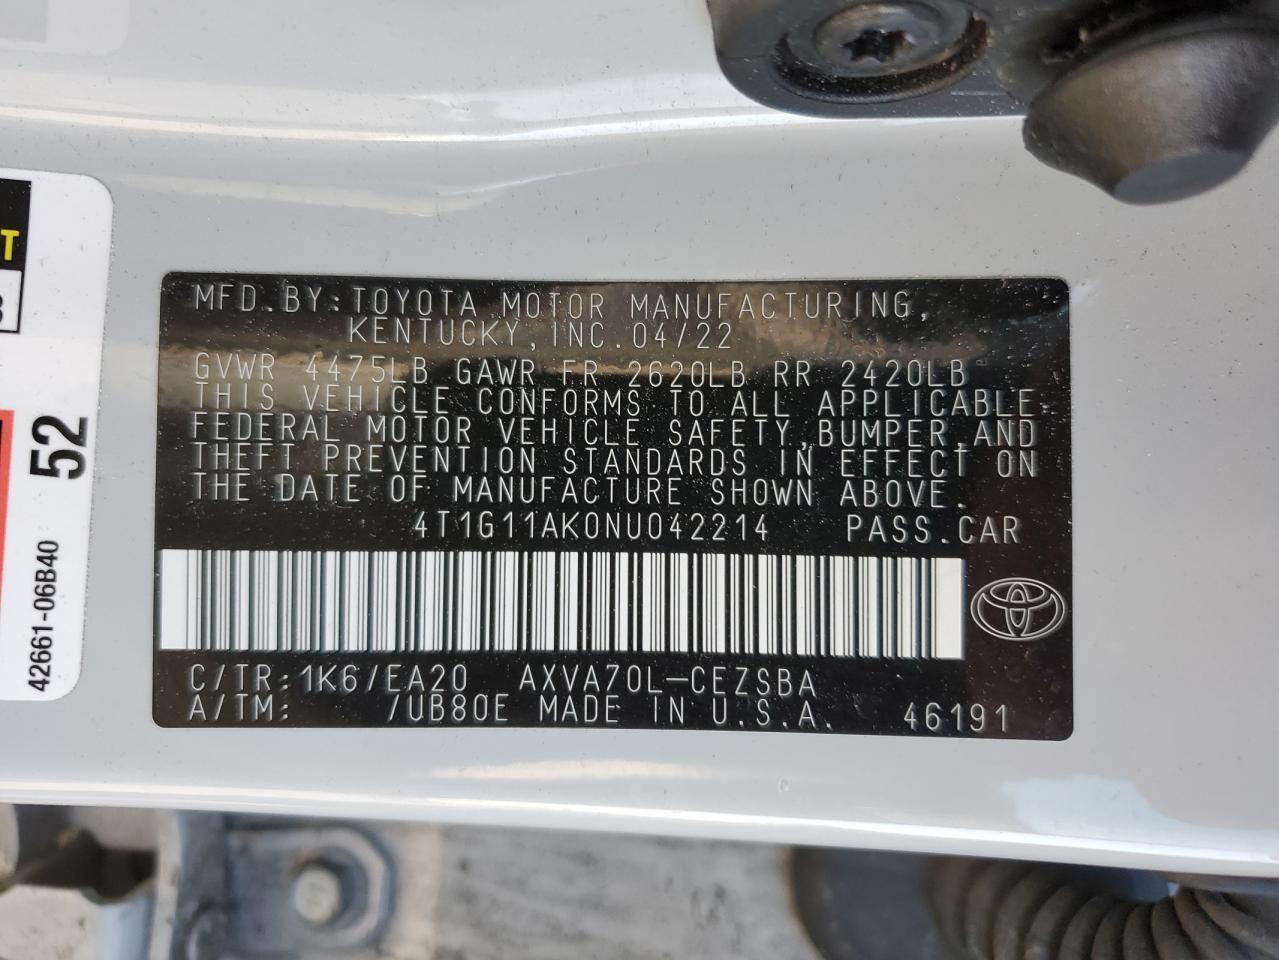 MFD.BY:TOYOTA MOTOR MANUFACTURING,
KENTUCKY,INC.04/22
GVWR 4475LB GAWR FR 2620LB RR 2420LB
THIS VEHICLE CONFORMS TO ALL APPLICABLE
FEDERAL MOTOR VEHICLE SAFETY,BUMPER,AND
THEFT PREVENTION STANDARDS IN EFFECT ON
THE DATE OF MANUFACTURE SHOWN ABOVE.
4T1G11AK0NU042214 PASS.CAR
C/TR:1K6/EA20 AXVA70L-CEZSBA
A/TM: /UB80E MADE IN U.S.A. 46191
52
42661-06B40